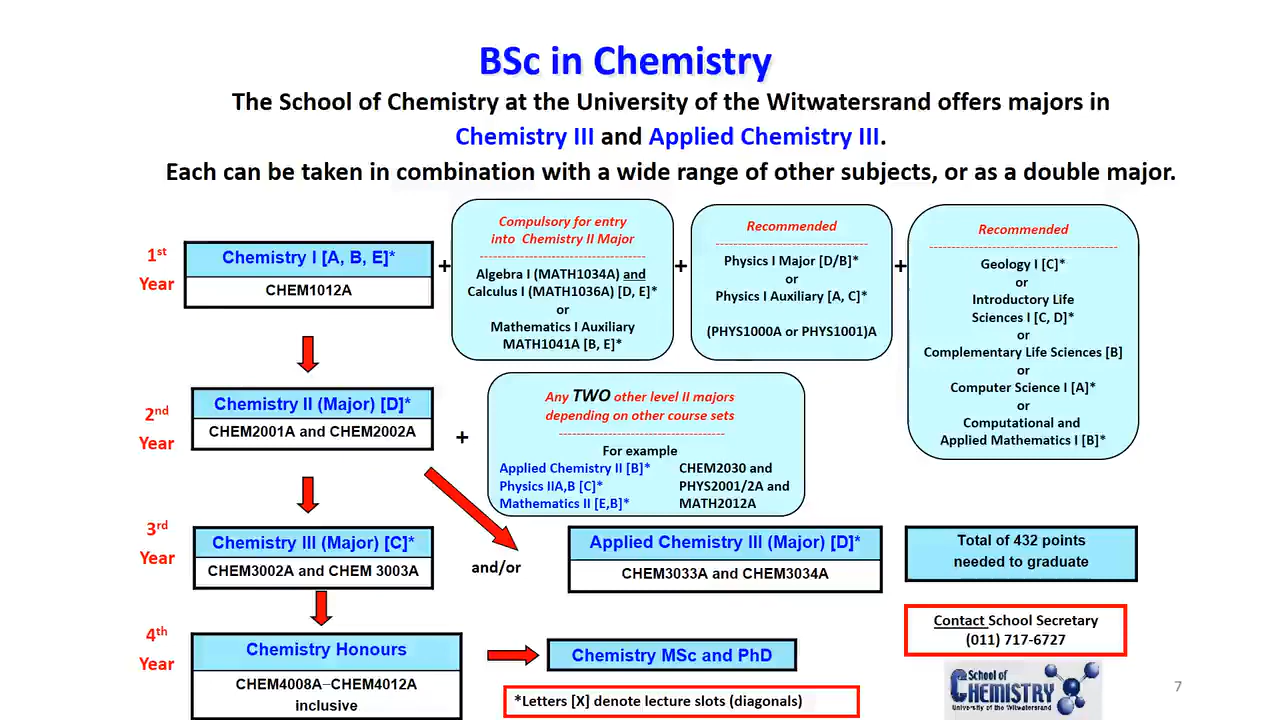 BSc in Chemistry
The School of Chemistry at the University of the Witwatersrand offers majors in
Chemistry III and Applied Chemistry III.
Each can be taken in combination with a wide range of other subjects, or as a double major.
1st
Year
Chemistry I [A, B, E]*
CHEM1012A
+
Compulsory for entry
into Chemistry II Major
Algebra I (MATH1034A) and
Calculus I (MATH1036A) [D, E]*
or
Mathematics I Auxiliary
MATH1041A [B, E]*
+
Recommended
Physics I Major [D/B]*
or
Physics I Auxiliary [A, C]*
(PHYS1000A or PHYS1001)A
+
Recommended
Geology I [C]*
or
Introductory Life
Sciences I [C, D]*
or
Complementary Life Sciences [B]
or
Computer Science I [A]*
or
Computational and
Applied Mathematics I [B]*
2nd
Year
Chemistry II (Major) [D]*
CHEM2001A and CHEM2002A
+
Any TWO other level II majors
depending on other course sets
For example
Applied Chemistry II [B]* CHEM2030 and
Physics IIA,B [C]* PHYS2001/2A and
Mathematics II [E,B]* MATH2012A
3rd
Year
Chemistry III (Major) [C]*
CHEM3002A and CHEM 3003A
and/or
Applied Chemistry III (Major) [D]*
CHEM3033A and CHEM3034A
Total of 432 points
needed to graduate
4th
Year
Chemistry Honours
CHEM4008A–CHEM4012A
inclusive
Chemistry MSc and PhD
*Letters [X] denote lecture slots (diagonals)
Contact School Secretary
(011) 717-6727
School of
CHEMISTRY
University of the Witwatersrand
7